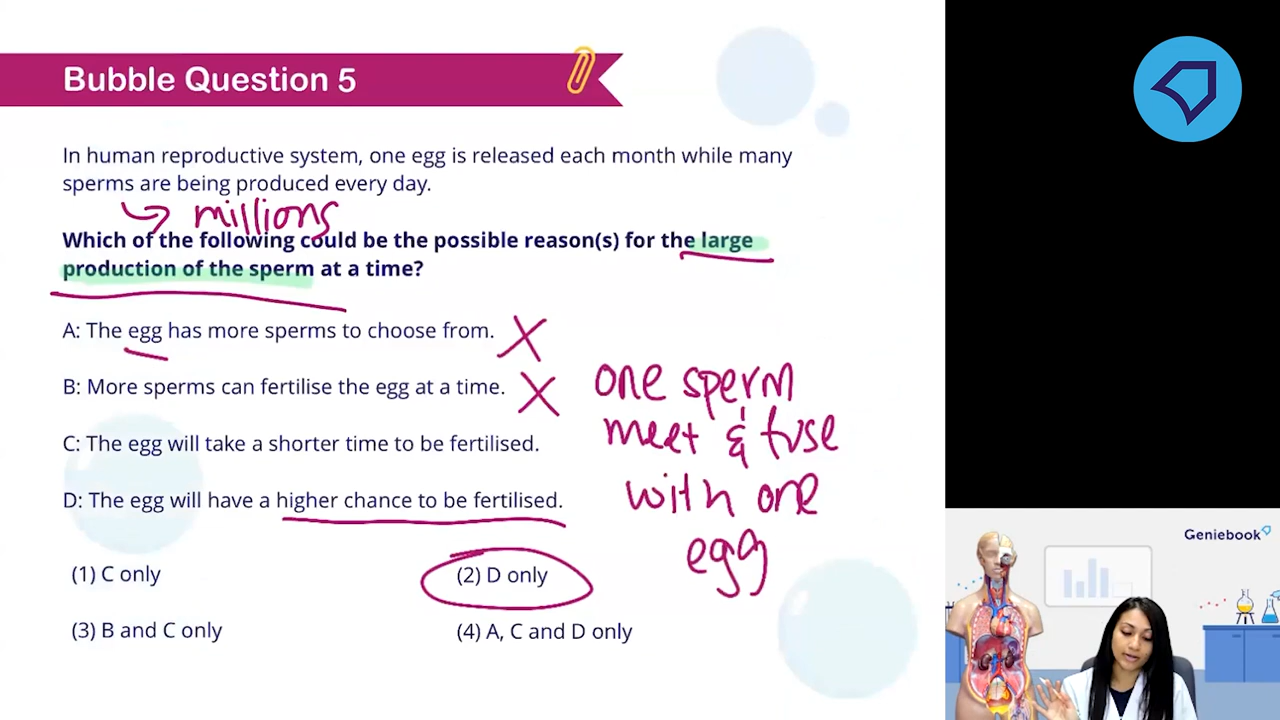 Bubble Question 5
In human reproductive system, one egg is released each month while many
sperms are being produced every day.
millions
Which of the following could be the possible reason(s) for the large
production of the sperm at a time?
A: The egg has more sperms to choose from.
B: More sperms can fertilise the egg at a time.
C: The egg will take a shorter time to be fertilised.
D: The egg will have a higher chance to be fertilised.
one sperm
meet & fuse
with one
egg
(1) C only
(2) D only
(3) B and C only
(4) A, C and D only
Geniebook